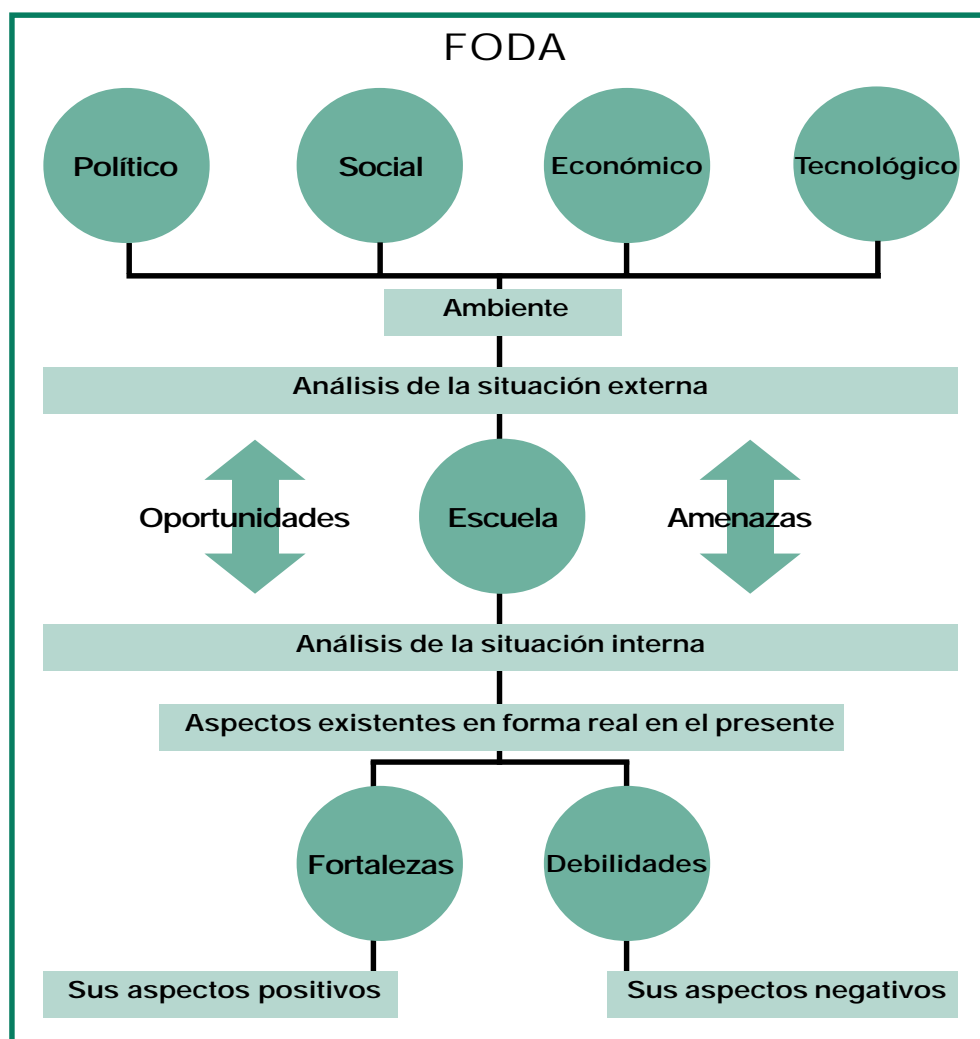 FODA
Político
Social
Económico
Tecnológico
Ambiente
Análisis de la situación externa
Oportunidades
Escuela
Amenazas
Análisis de la situación interna
Aspectos existentes en forma real en el presente
Fortalezas
Debilidades
Sus aspectos positivos
Sus aspectos negativos